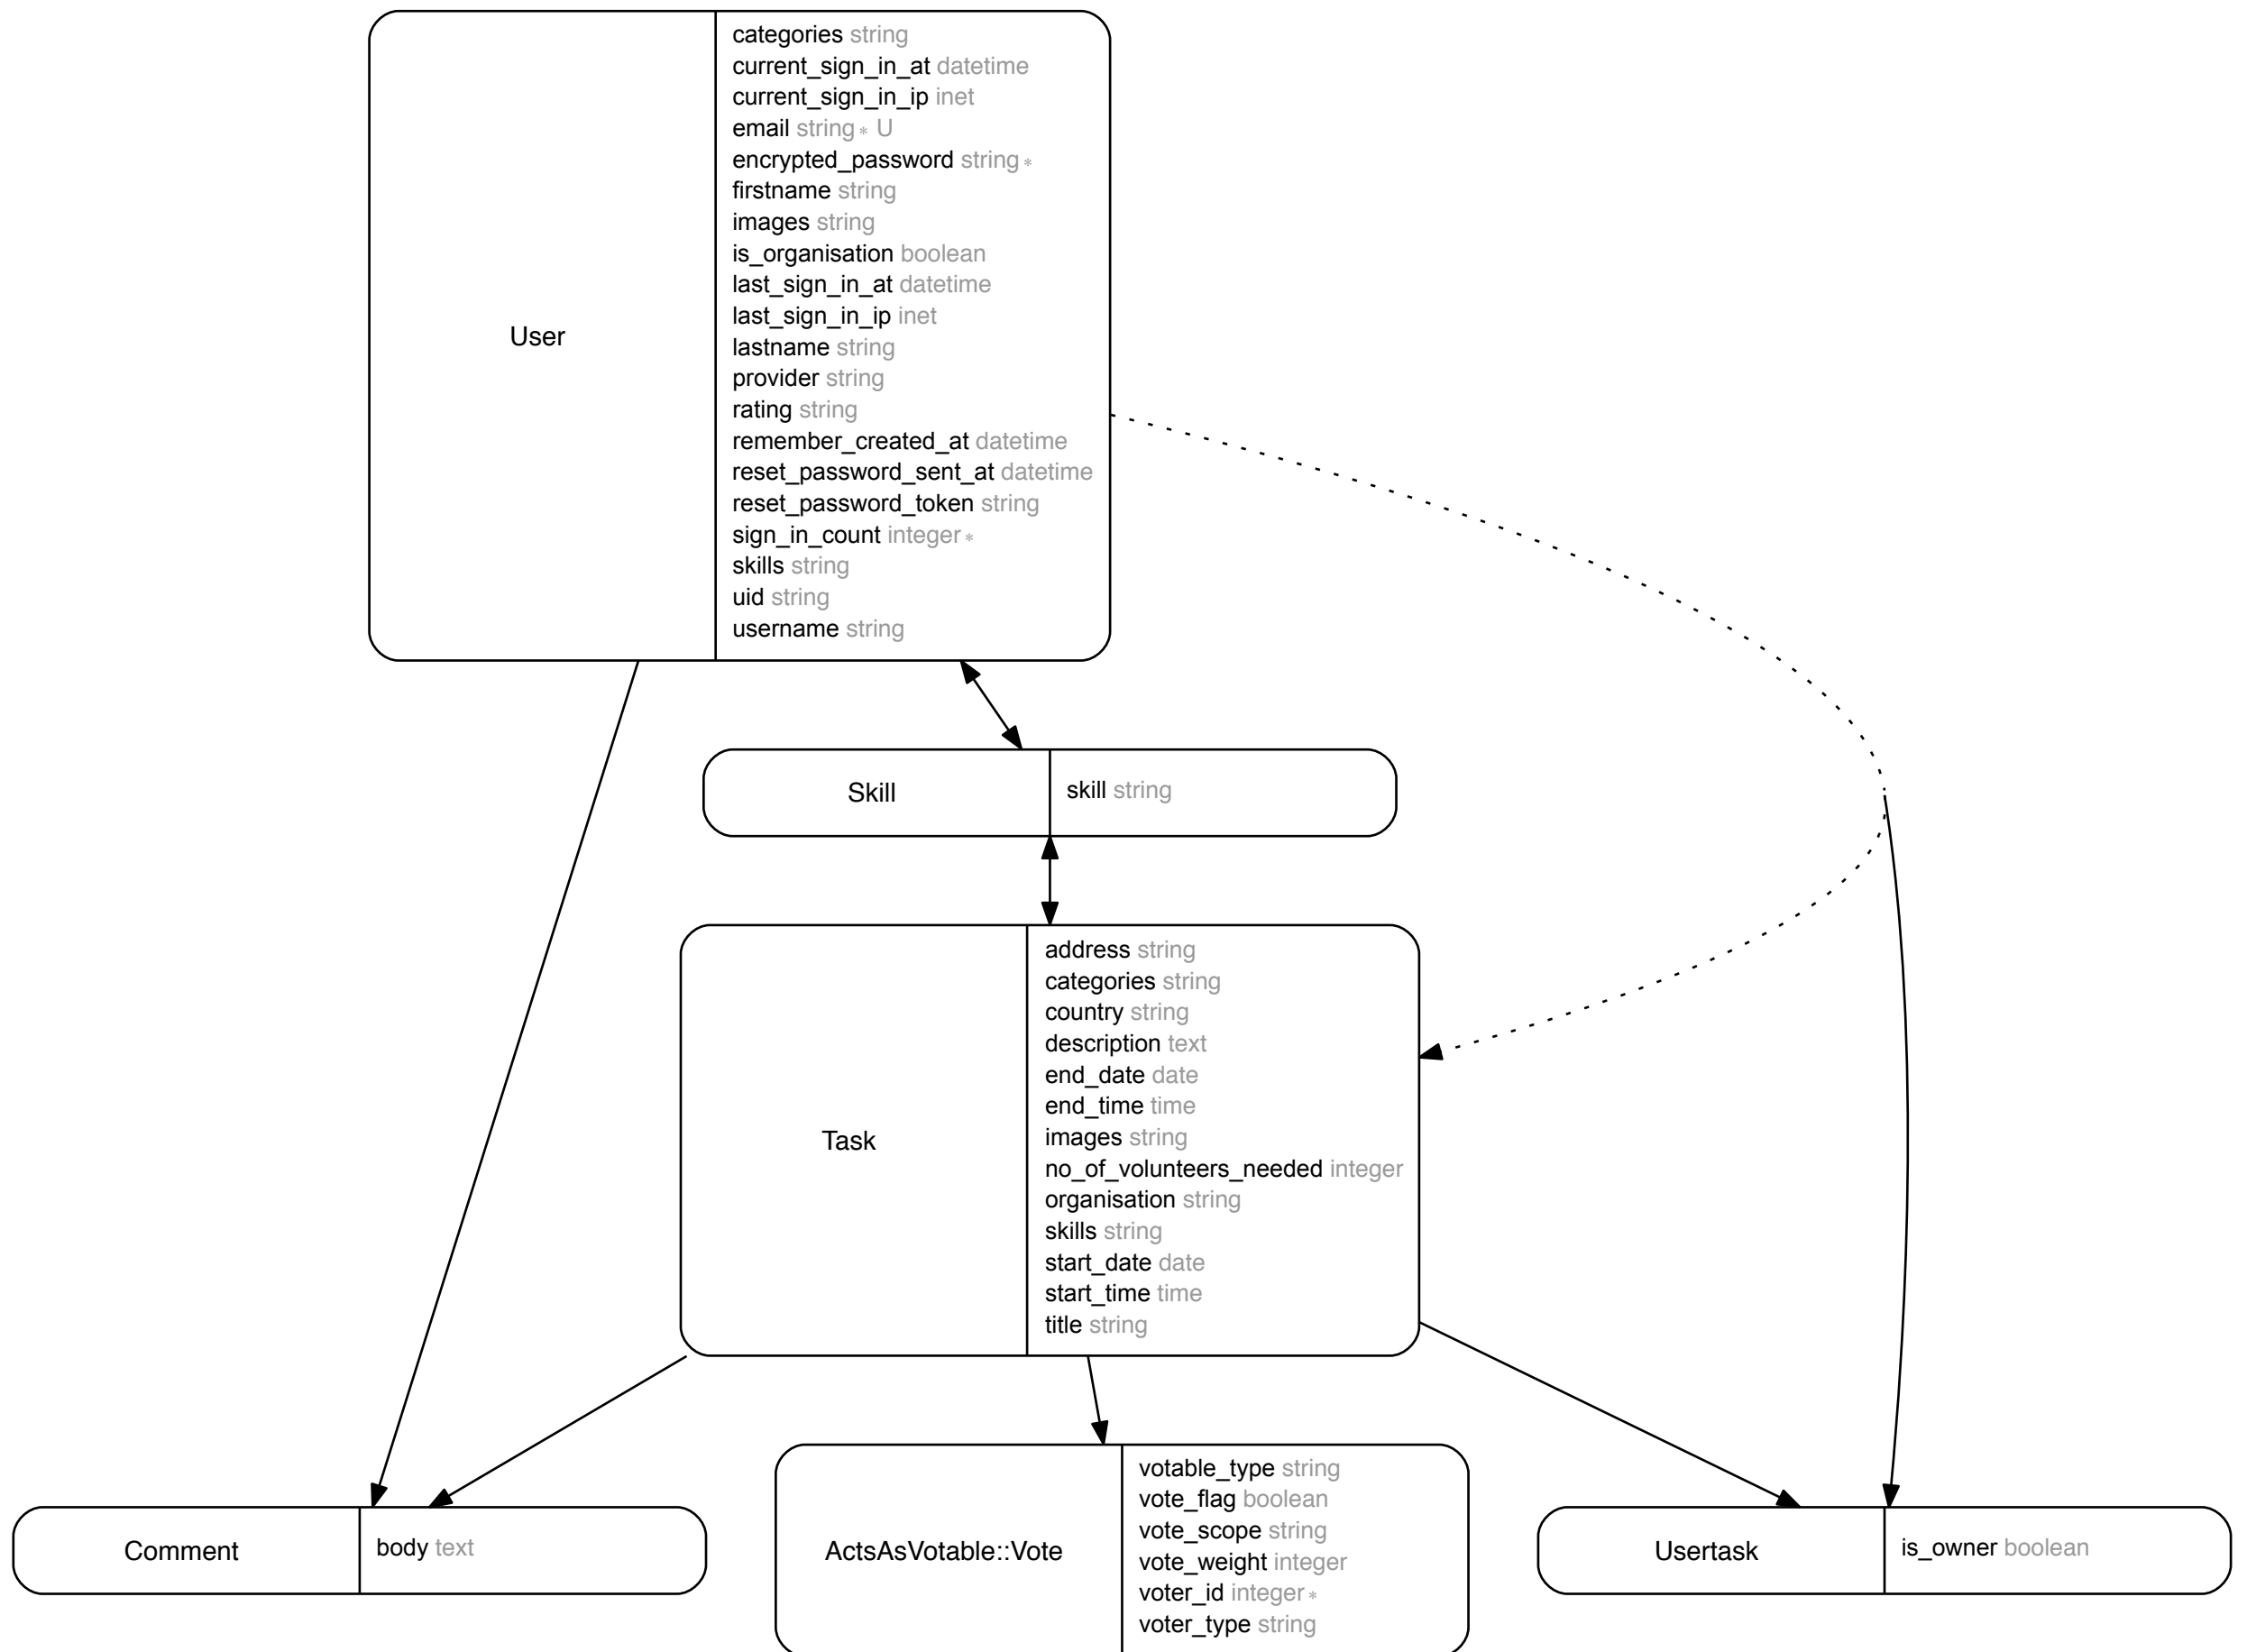 User
categories string
current_sign_in_at datetime
current_sign_in_ip inet
email string∗ U
encrypted_password string∗
firstname string
images string
is_organisation boolean
last_sign_in_at datetime
last_sign_in_ip inet
lastname string
provider string
rating string
remember_created_at datetime
reset_password_sent_at datetime
reset_password_token string
sign_in_count integer∗
skills string
uid string
username string
Skill
skill string
Task
address string
categories string
country string
description text
end_date date
end_time time
images string
no_of_volunteers_needed integer
organisation string
skills string
start_date date
start_time time
title string
Comment
body text
ActsAsVotable::Vote
votable_type string
vote_flag boolean
vote_scope string
vote_weight integer
voter_id integer∗
voter_type string
Usertask
is_owner boolean